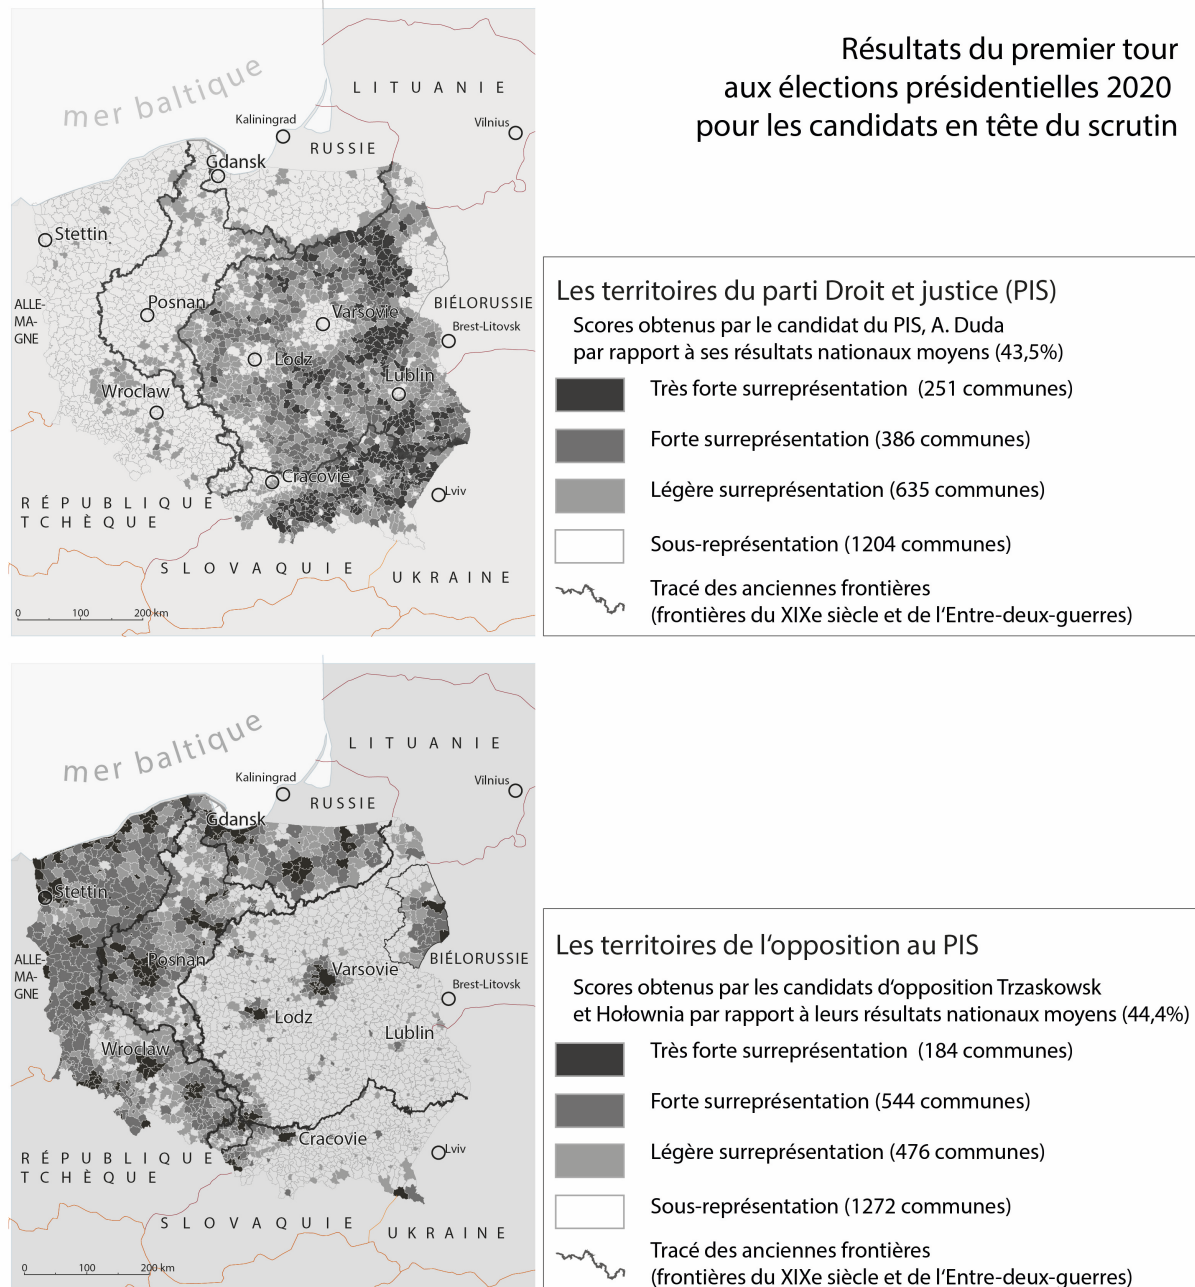 Résultats du premier tour
aux élections présidentielles 2020
pour les candidats en tête du scrutin
mer baltique
LITUANIE
Kaliningrad
Vilnius
RUSSIE
Gdansk
Stettin
ALLE-
MA-
GNE
Posnan
Varsovie
BIÉLORUSSIE
Brest-Litovsk
Lodz
Lublin
Wroclaw
Cracovie
Lviv
RÉPUBLIQUE
TCHÈQUE
SLOVAQUIE
UKRAINE
0 100 200 km
Les territoires du parti Droit et justice (PIS)
Scores obtenus par le candidat du PIS, A. Duda
par rapport à ses résultats nationaux moyens (43,5%)
Très forte surreprésentation (251 communes)
Forte surreprésentation (386 communes)
Légère surreprésentation (635 communes)
Sous-représentation (1204 communes)
Tracé des anciennes frontières
(frontières du XIXe siècle et de l'Entre-deux-guerres)
mer baltique
LITUANIE
Kaliningrad
Vilnius
RUSSIE
Gdansk
Stettin
ALLE-
MA-
GNE
Posnan
Varsovie
BIÉLORUSSIE
Brest-Litovsk
Lodz
Lublin
Wroclaw
Cracovie
Lviv
RÉPUBLIQUE
TCHÈQUE
SLOVAQUIE
UKRAINE
0 100 200 km
Les territoires de l'opposition au PIS
Scores obtenus par les candidats d'opposition Trzaskowsk
et Hołownia par rapport à leurs résultats nationaux moyens (44,4%)
Très forte surreprésentation (184 communes)
Forte surreprésentation (544 communes)
Légère surreprésentation (476 communes)
Sous-représentation (1272 communes)
Tracé des anciennes frontières
(frontières du XIXe siècle et de l'Entre-deux-guerres)